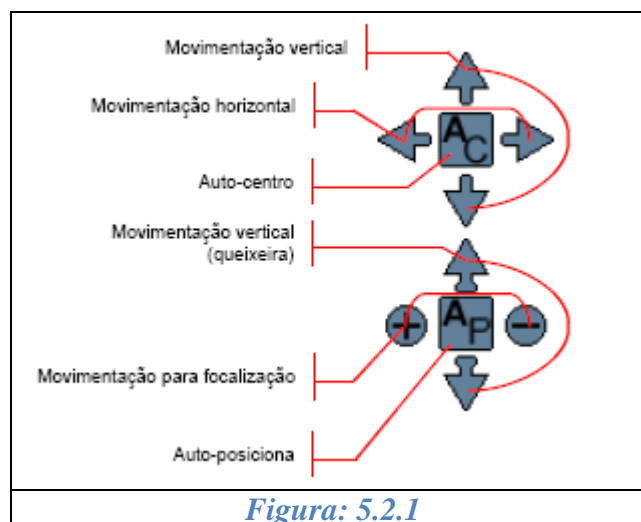 Movimentação vertical
Movimentação horizontal
AC
Auto-centro
Movimentação vertical
(queixeira)
AP
Movimentação para focalização
Auto-posiciona
Figura: 5.2.1